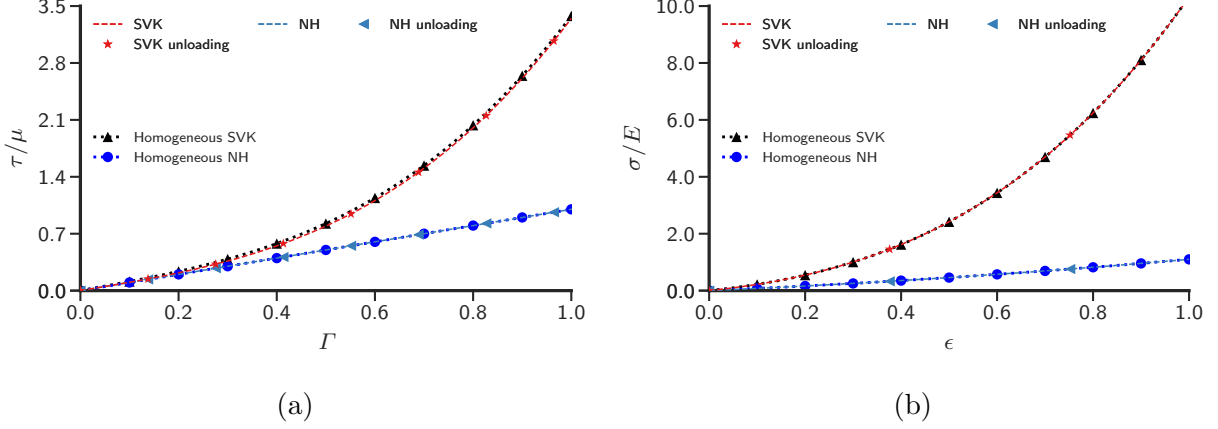 3.5
2.8
2.1
1.4
0.7
0.0
τ/μ
SVK
SVK unloading
NH
NH unloading
Homogeneous SVK
Homogeneous NH
0.0 0.2 0.4 0.6 0.8 1.0
Γ
(a)
10.0
8.0
6.0
4.0
2.0
0.0
σ/E
SVK
SVK unloading
NH
NH unloading
Homogeneous SVK
Homogeneous NH
0.0 0.2 0.4 0.6 0.8 1.0
ϵ
(b)